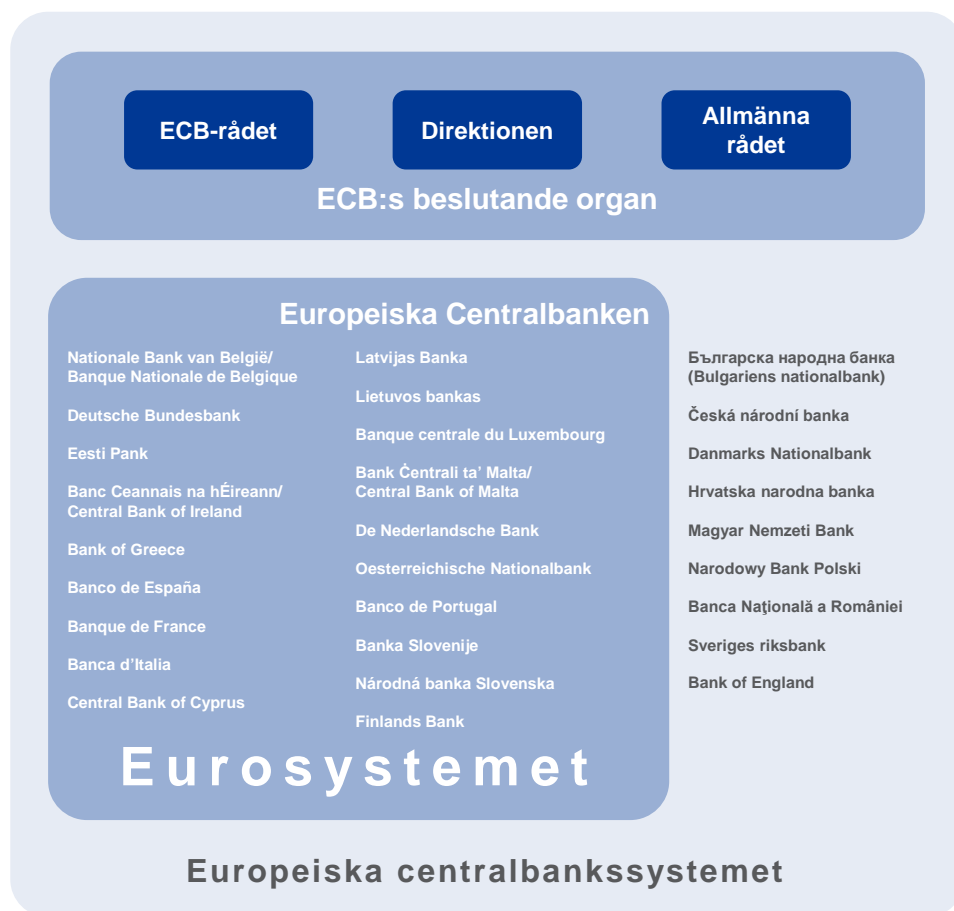 ECB-rådet
Direktionen
Allmänna
rådet
ECB:s beslutande organ
Europeiska Centralbanken
Nationale Bank van België/
Banque Nationale de Belgique
Deutsche Bundesbank
Eesti Pank
Banc Ceannais na hÉireann/
Central Bank of Ireland
Bank of Greece
Banco de España
Banque de France
Banca d’Italia
Central Bank of Cyprus
Latvijas Banka
Lietuvos bankas
Banque centrale du Luxembourg
Bank Ċentrali ta’ Malta/
Central Bank of Malta
De Nederlandsche Bank
Oesterreichische Nationalbank
Banco de Portugal
Banka Slovenije
Národná banka Slovenska
Finlands Bank
Eurosystemet
Българска народна банка
(Bulgariens nationalbank)
Česká národní banka
Danmarks Nationalbank
Hrvatska narodna banka
Magyar Nemzeti Bank
Narodowy Bank Polski
Banca Naţională a României
Sveriges riksbank
Bank of England
Europeiska centralbankssystemet